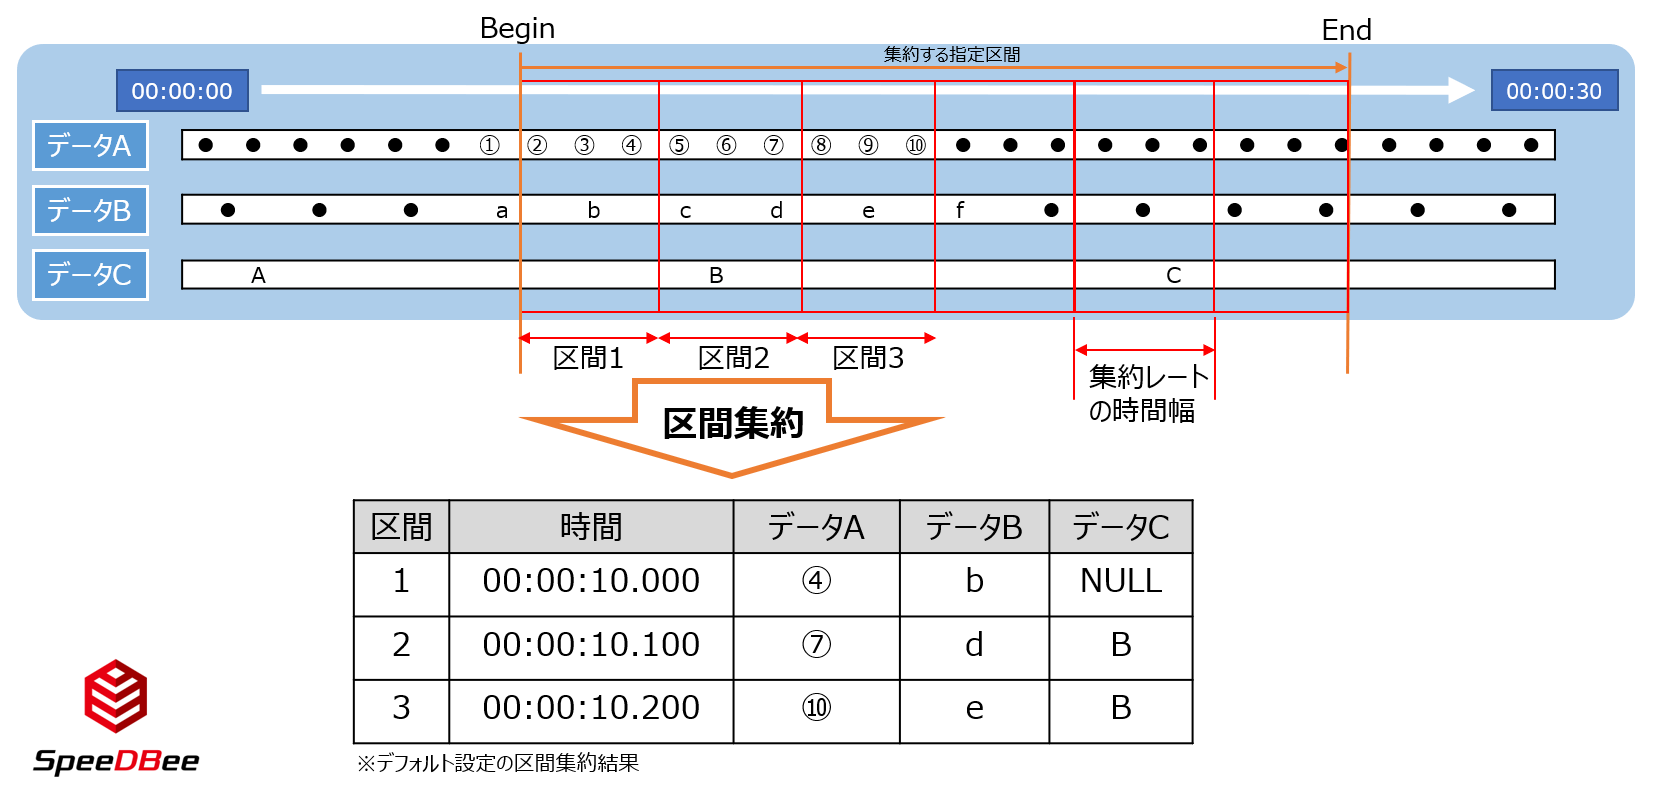 Begin
End
集約する指定区間
00:00:00
00:00:30
データA
① ② ③ ④ ⑤ ⑥ ⑦ ⑧ ⑨ ⑩
データB
a b c d e f
データC
A B C
区間1 区間2 区間3
集約レート
の時間幅
区間集約
区間 時間 データA データB データC
1 00:00:10.000 ④ b NULL
2 00:00:10.100 ⑦ d B
3 00:00:10.200 ⑩ e B
※デフォルト設定の区間集約結果
SpeeDBee